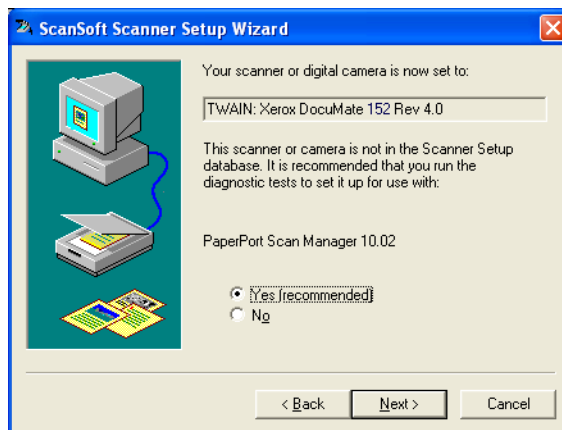 ScanSoft Scanner Setup Wizard
Your scanner or digital camera is now set to:
TWAIN: Xerox DocuMate 152 Rev 4.0
This scanner or camera is not in the Scanner Setup
database. It is recommended that you run the
diagnostic tests to set it up for use with:
PaperPort Scan Manager 10.02
Yes (recommended)
No
< Back
Next >
Cancel